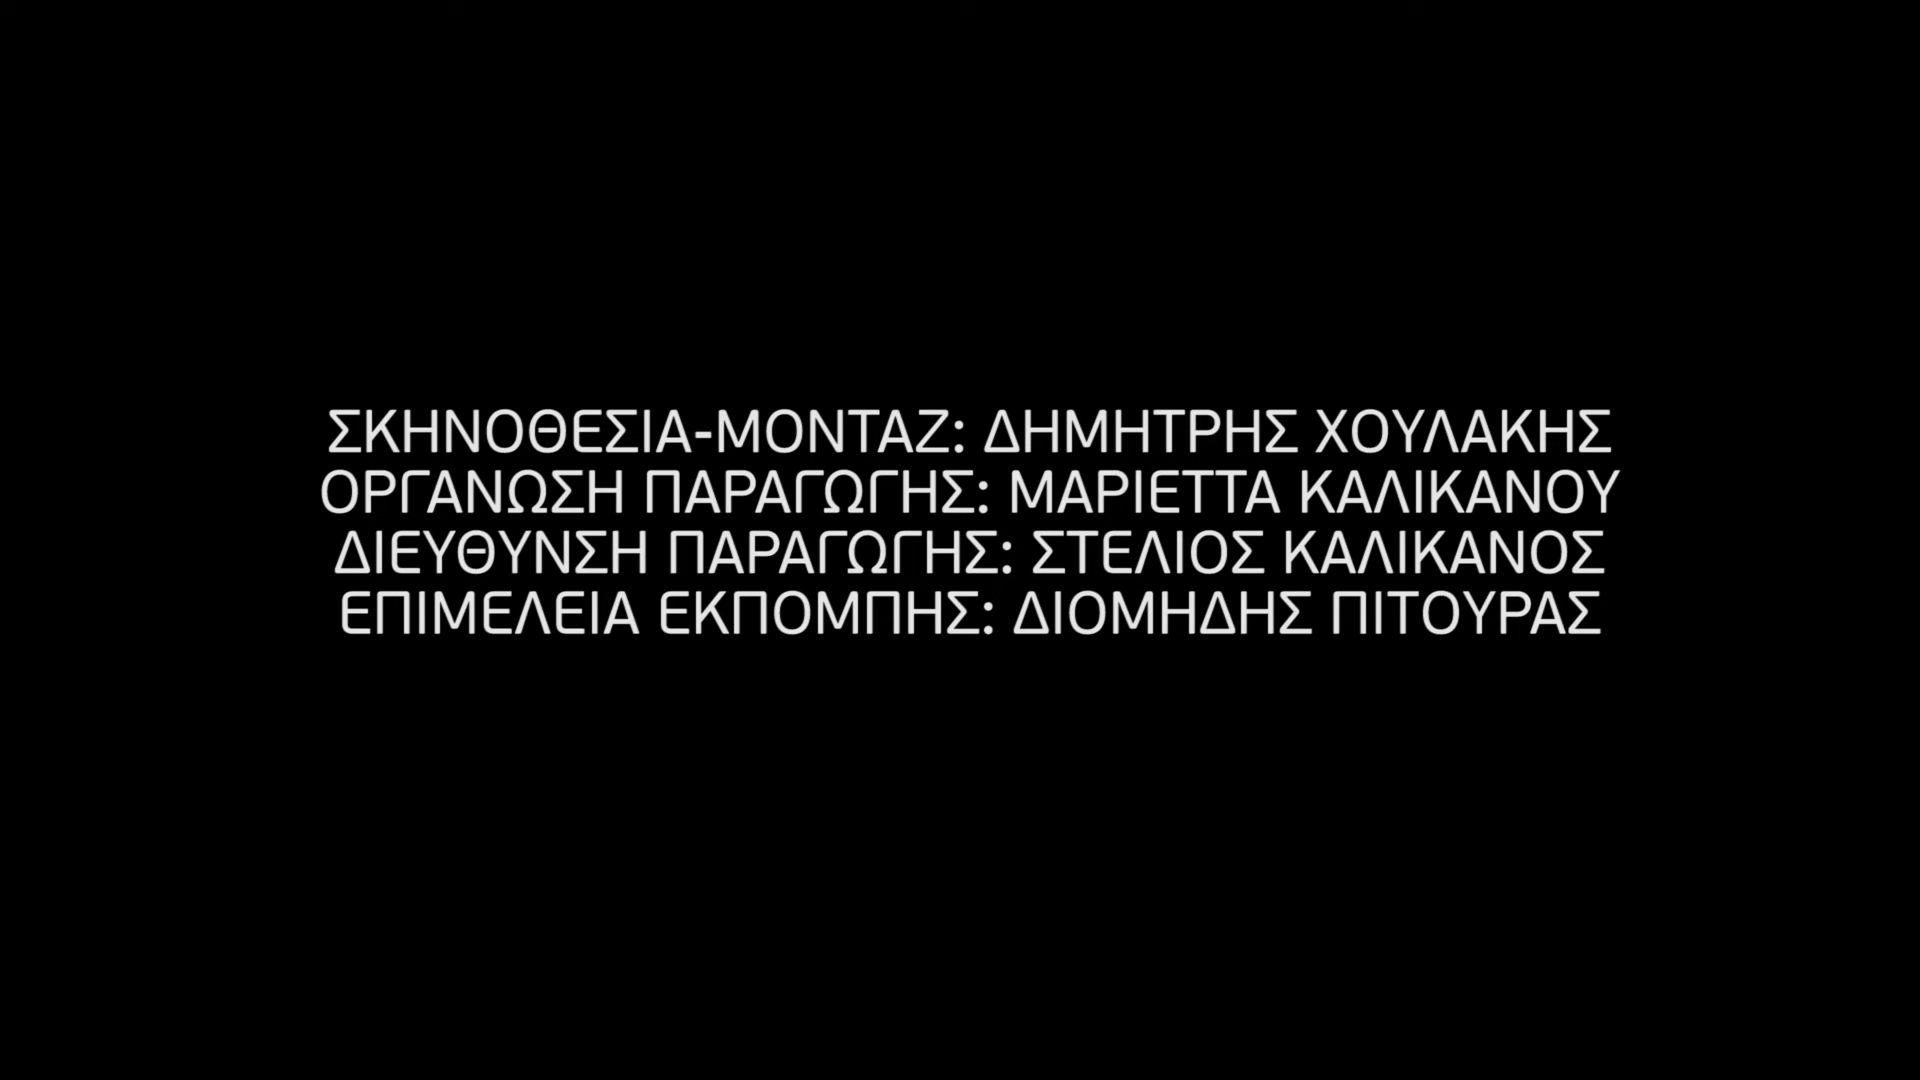 ΣΚΗΝΟΘΕΣΙΑ-ΜΟΝΤΑΖ: ΔΗΜΗΤΡΗΣ ΧΟΥΛΑΚΗΣ
ΟΡΓΑΝΩΣΗ ΠΑΡΑΓΩΓΗΣ: ΜΑΡΙΕΤΤΑ ΚΑΛΙΚΑΝΟΥ
ΔΙΕΥΘΥΝΣΗ ΠΑΡΑΓΩΓΗΣ: ΣΤΕΛΙΟΣ ΚΑΛΙΚΑΝΟΣ
ΕΠΙΜΕΛΕΙΑ ΕΚΠΟΜΠΗΣ: ΔΙΟΜΗΔΗΣ ΠΙΤΟΥΡΑΣ